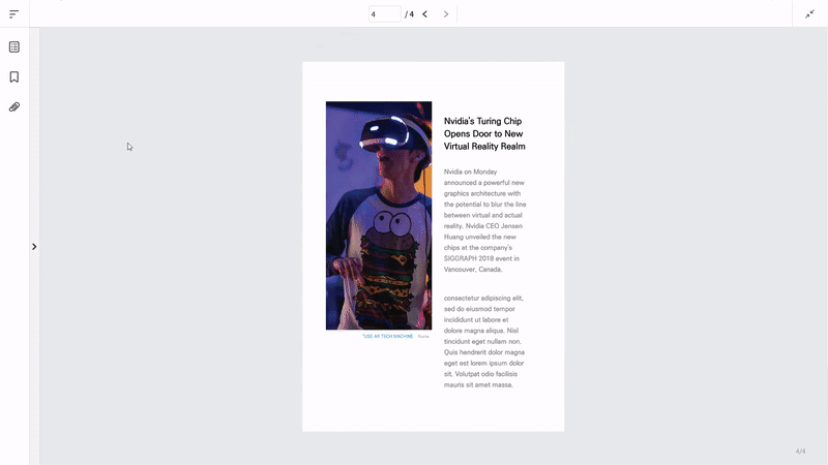 4 / 4
Nvidia's Turing Chip
Opens Door to New
Virtual Reality Realm
Nvidia on Monday
announced a powerful new
graphics architecture with
the potential to blur the line
between virtual and actual
reality. Nvidia CEO Jensen
Huang unveiled the new
chips at the company's
SIGGRAPH 2018 event in
Vancouver, Canada.
consectetur adipiscing elit,
sed do eiusmod tempor
incididunt ut labore et
dolore magna aliqua. Nisl
tincidunt eget nullam non.
Quis hendrerit dolor magna
eget est lorem ipsum dolor
sit. Volutpat odio facilisis
mauris sit amet massa.
"USE AR TECH MACHINE
4/4